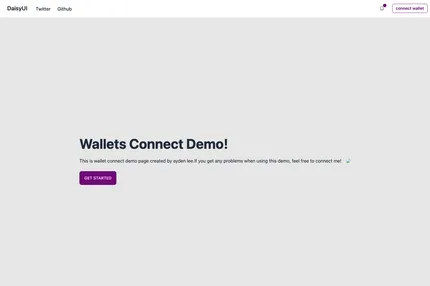 DaisyUI Twitter Github connect wallet
Wallets Connect Demo!
This is wallet connect demo page created by ayden lee.if you get any problems when using this demo, feel free to connect me!
GET STARTED